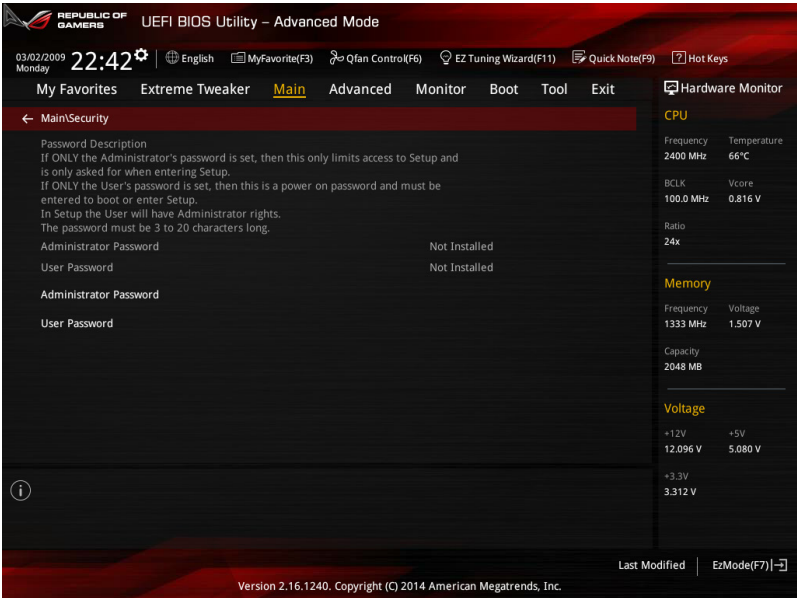 REPUBLIC OF
GAMERS
UEFI BIOS Utility – Advanced Mode
03/02/2009
Monday
22:42
English
MyFavorite(F3)
Qfan Control(F6)
EZ Tuning Wizard(F11)
Quick Note(F9)
? Hot Keys
My Favorites
Extreme Tweaker
Main
Advanced
Monitor
Boot
Tool
Exit
Main\Security
Password Description
If ONLY the Administrator's password is set, then this only limits access to Setup and
is only asked for when entering Setup.
If ONLY the User's password is set, then this is a power on password and must be
entered to boot or enter Setup.
In Setup the User will have Administrator rights.
The password must be 3 to 20 characters long.
Administrator Password Not Installed
User Password Not Installed
Administrator Password
User Password
Hardware Monitor
CPU
Frequency Temperature
2400 MHz 66°C
BCLK Vcore
100.0 MHz 0.816 V
Ratio
24x
Memory
Frequency Voltage
1333 MHz 1.507 V
Capacity
2048 MB
Voltage
+12V +5V
12.096 V 5.080 V
+3.3V
3.312 V
Last Modified
EzMode(F7)
Version 2.16.1240. Copyright (C) 2014 American Megatrends, Inc.